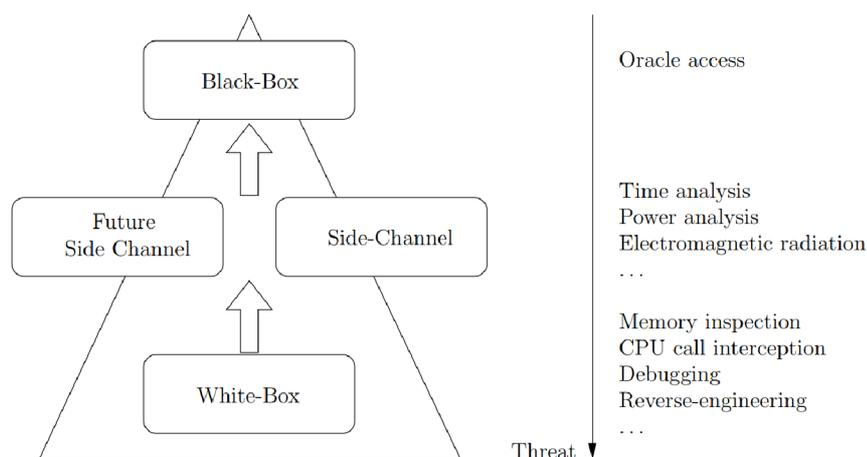 Black-Box
Oracle access
Future
Side Channel
Side-Channel
Time analysis
Power analysis
Electromagnetic radiation
...
White-Box
Memory inspection
CPU call interception
Debugging
Reverse-engineering
...
Threat